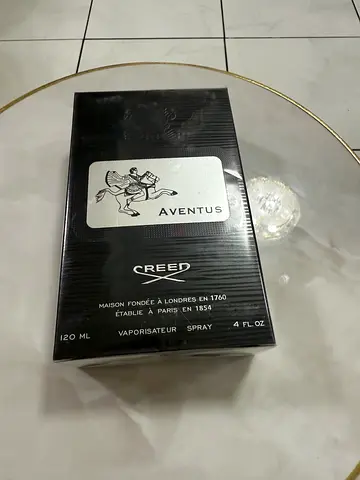 AVENTUS
CREED
MAISON FONDÉE À LONDRES EN 1760
ÉTABLIE À PARIS EN 1854
120 ML VAPORISATEUR SPRAY 4 FL.OZ